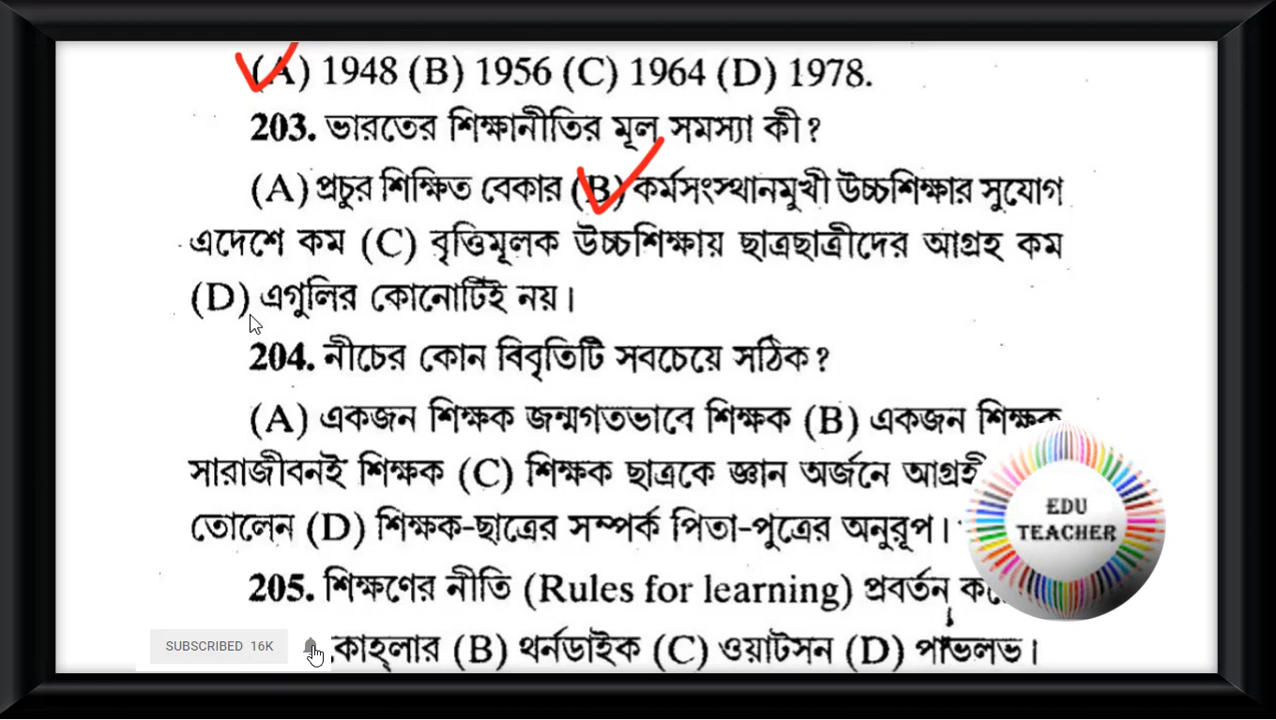 (A) 1948 (B) 1956 (C) 1964 (D) 1978.
203. ভারতের শিক্ষানীতির মূল সমস্যা কী?
(A) প্রচুর শিক্ষিত বেকার (B) কর্মসংস্থানমুখী উচ্চশিক্ষার সুযোগ
এদেশে কম (C) বৃত্তিমূলক উচ্চশিক্ষায় ছাত্রছাত্রীদের আগ্রহ কম
(D) এগুলির কোনোটিই নয়।
204. নীচের কোন বিবৃতিটি সবচেয়ে সঠিক?
(A) একজন শিক্ষক জন্মগতভাবে শিক্ষক (B) একজন শিক্ষক
সারাজীবনই শিক্ষক (C) শিক্ষক ছাত্রকে জ্ঞান অর্জনে আগ্রহী
তোলেন (D) শিক্ষক-ছাত্রের সম্পর্ক পিতা-পুত্রের অনুরূপ।
205. শিক্ষণের নীতি (Rules for learning) প্রবর্তন
কোহলার (B) থর্নডাইক (C) ওয়াটসন (D) পাভলভ।
EDU
TEACHER
SUBSCRIBED 16K